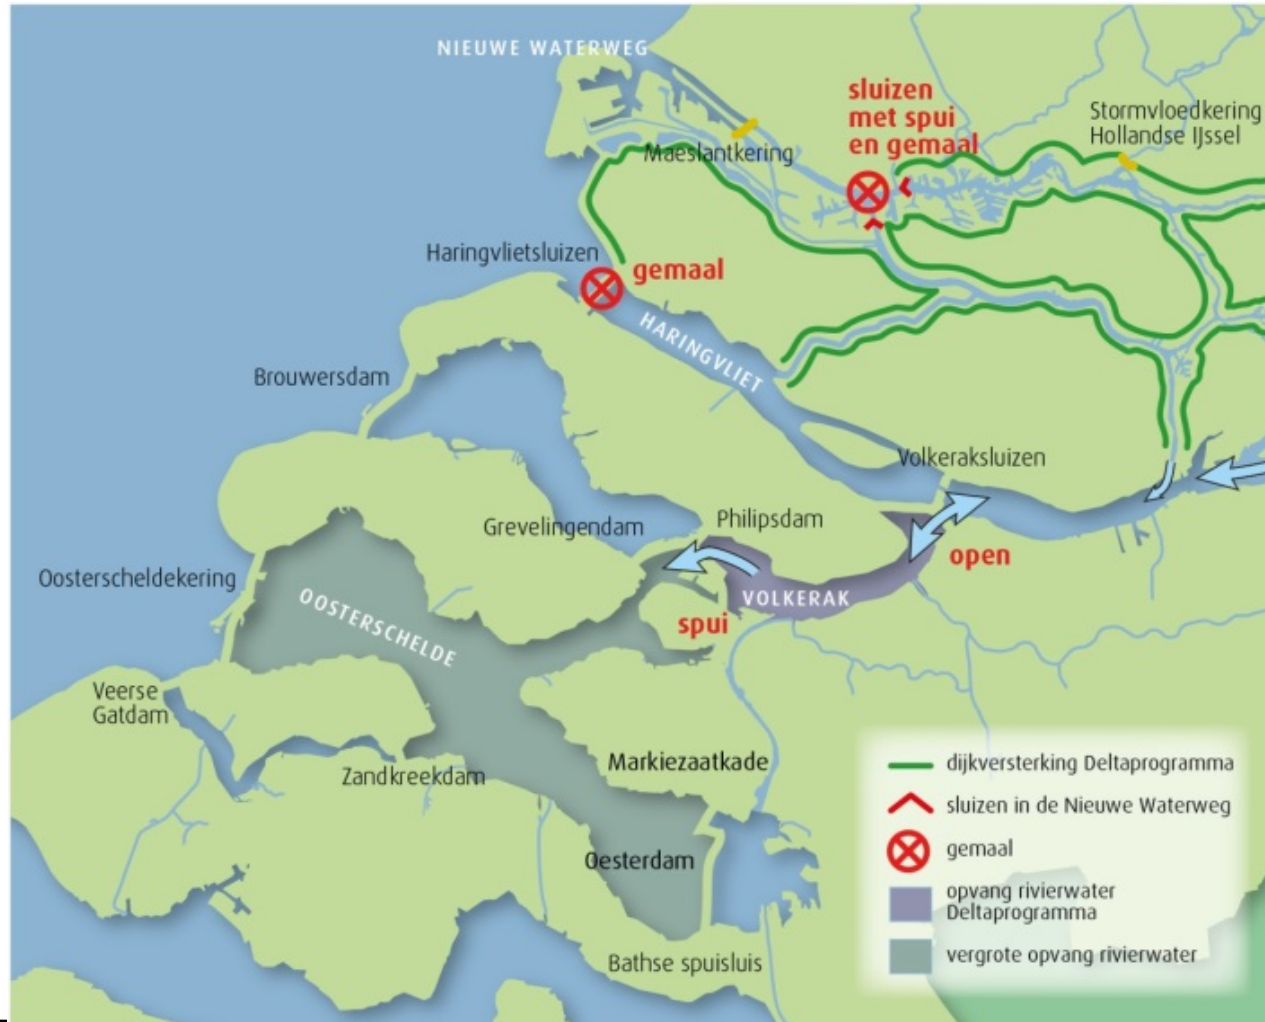 NIEUWE WATERWEG
sluizen
met spui
en gemaal
Stormvloedkering
Hollandse IJssel
Maeslantkering
Haringvlietsluizen
gemaal
HARINGVLIET
Brouwersdam
Volkeraksluizen
Grevelingendam
Philipsdam
open
Oosterscheldekering
OOSTERSCHELDE
VOLKERAK
spui
Veerse
Gatdam
Zandkreekdam
Markiezaatkade
Oesterdam
Bathse spuisluis
dijkversterking Deltaprogramma
sluizen in de Nieuwe Waterweg
gemaal
opvang rivierwater
Deltaprogramma
vergrote opvang rivierwater